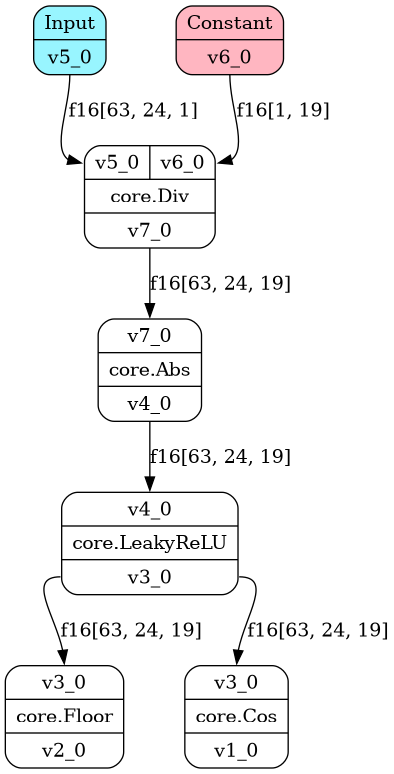 Input
v5_0
Constant
v6_0
f16[63, 24, 1]
f16[1, 19]
v5_0
v6_0
core.Div
v7_0
f16[63, 24, 19]
v7_0
core.Abs
v4_0
f16[63, 24, 19]
v4_0
core.LeakyReLU
v3_0
f16[63, 24, 19]
f16[63, 24, 19]
v3_0
core.Floor
v2_0
v3_0
core.Cos
v1_0